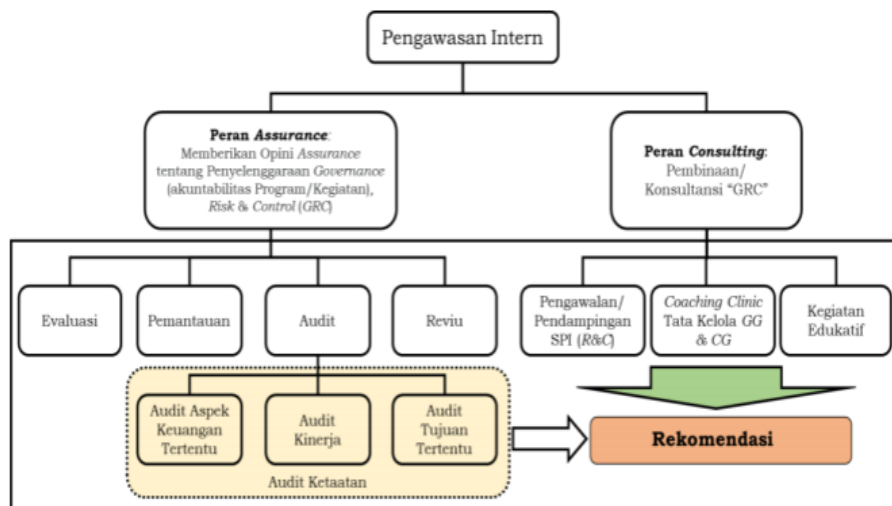 Pengawasan Intern
Peran Assurance:
Memberikan Opini Assurance
tentang Penyelenggaraan Governance
(akuntabilitas Program/Kegiatan),
Risk & Control (GRC)
Peran Consulting:
Pembinaan/
Konsultansi “GRC”
Evaluasi
Pemantauan
Audit
Reviu
Pengawalan/
Pendampingan
SPI (R&C)
Coaching Clinic
Tata Kelola GG
& CG
Kegiatan
Edukatif
Audit Aspek
Keuangan
Tertentu
Audit
Kinerja
Audit
Tujuan
Tertentu
Audit Ketaatan
Rekomendasi